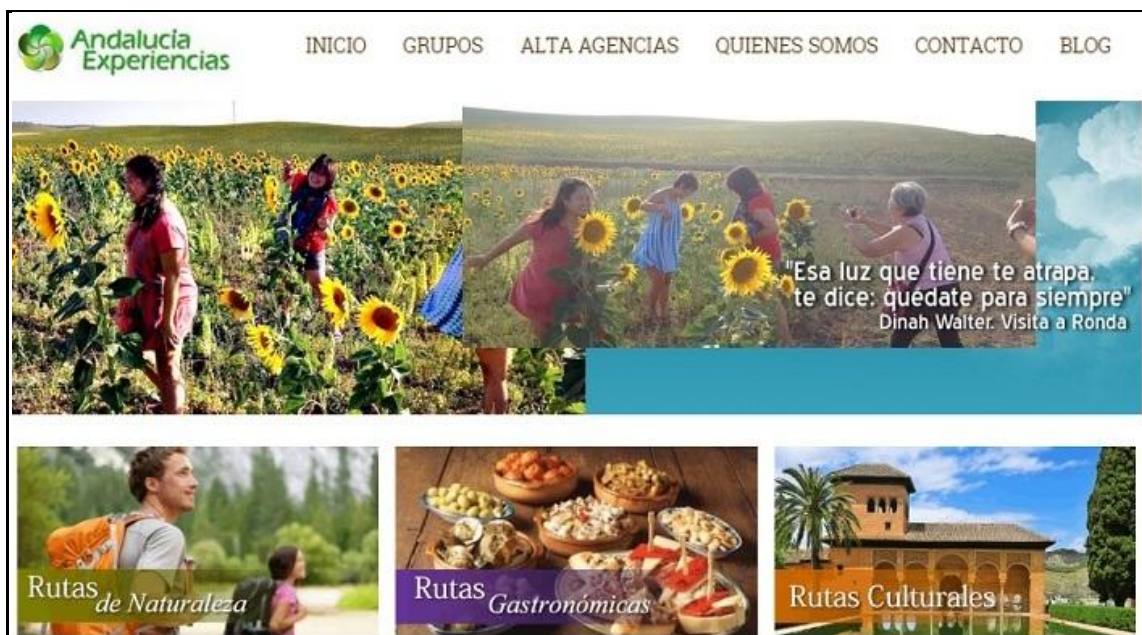 Andalucía
Experiencias
INICIO GRUPOS ALTA AGENCIAS QUIENES SOMOS CONTACTO BLOG
"Esa luz que tiene te atrapa.
te dice: quédate para siempre"
Dinah Walter. Visita a Ronda
Rutas
de Naturaleza
Rutas
Gastronómicas
Rutas Culturales